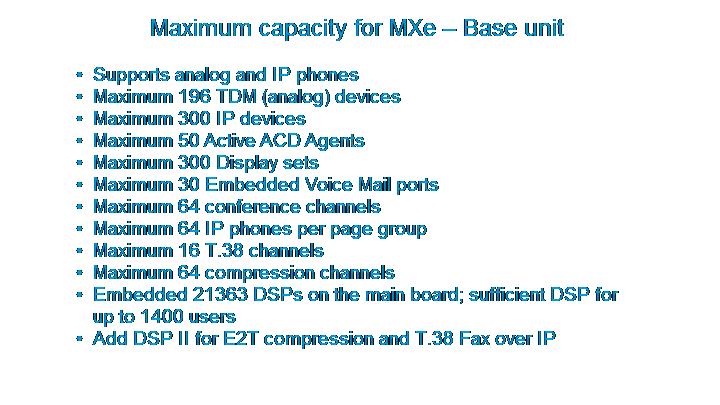 Maximum capacity for MXe – Base unit
• Supports analog and IP phones
• Maximum 196 TDM (analog) devices
• Maximum 300 IP devices
• Maximum 50 Active ACD Agents
• Maximum 300 Display sets
• Maximum 30 Embedded Voice Mail ports
• Maximum 64 conference channels
• Maximum 64 IP phones per page group
• Maximum 16 T.38 channels
• Maximum 64 compression channels
• Embedded 21363 DSPs on the main board; sufficient DSP for
up to 1400 users
• Add DSP II for E2T compression and T.38 Fax over IP